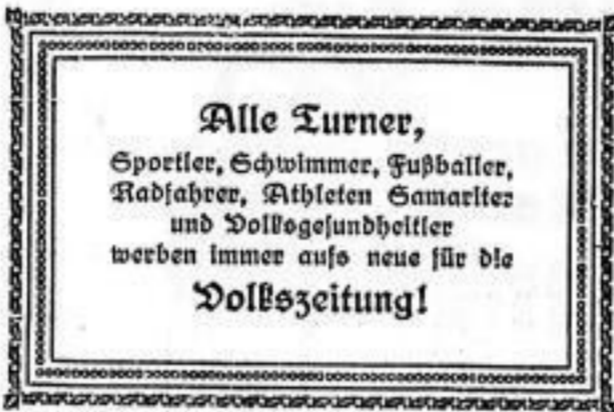 Alle Turner,
Sportler, Schwimmer, Fußballer,
Radfahrer, Athleten Samariter
und Volksgesundheitler
werben immer aufs neue für die
Volkszeitung!